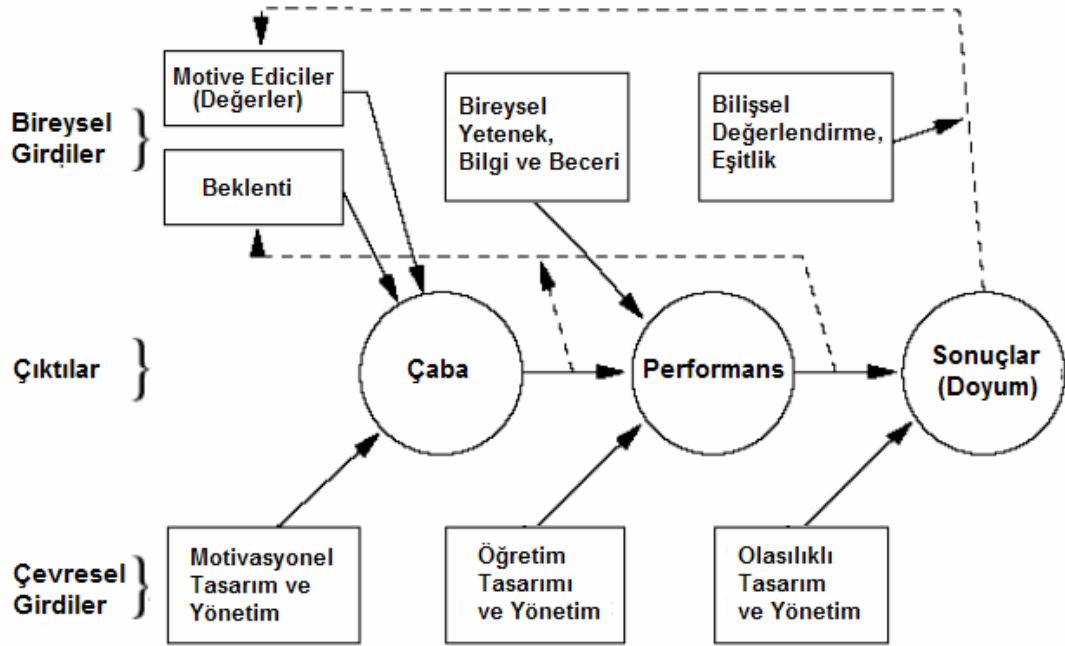 Motive Ediciler
(Değerler)
Bireysel
Girdiler
Beklenti
Bireysel
Yetenek,
Bilgi ve Beceri
Bilişsel
Değerlendirme,
Eşitlik
Çıktılar
Çaba
Performans
Sonuçlar
(Doyum)
Çevresel
Girdiler
Motivasyonel
Tasarım ve
Yönetim
Öğretim
Tasarımı
ve Yönetim
Olasılıklı
Tasarım
ve Yönetim